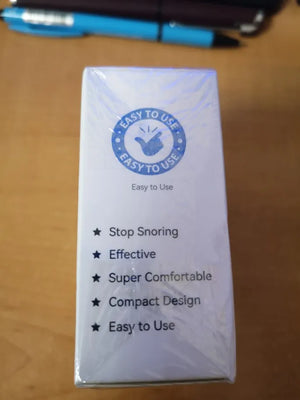 EASY TO USE
EASY TO USE
Easy to Use
★ Stop Snoring
★ Effective
★ Super Comfortable
★ Compact Design
★ Easy to Use